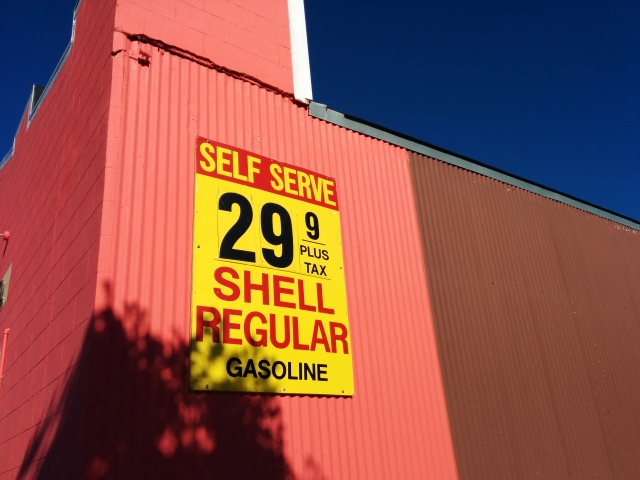 SELF SERVE
29 9
PLUS
TAX
SHELL
REGULAR
GASOLINE